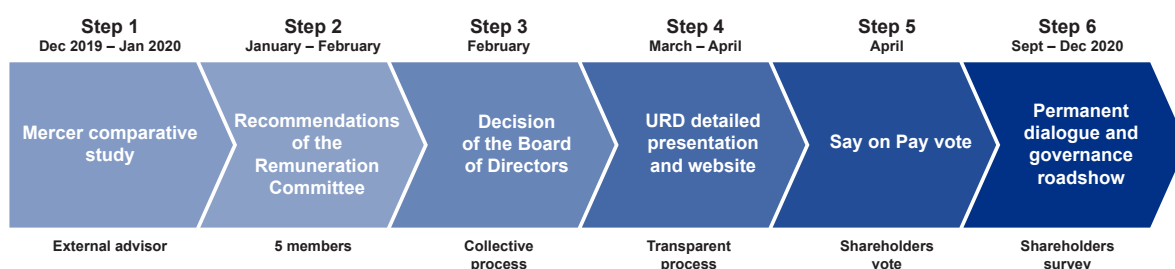 Step 1
Dec 2019 – Jan 2020
Mercer comparative
study
External advisor
Step 2
January – February
Recommendations
of the
Remuneration
Committee
5 members
Step 3
February
Decision
of the Board
of Directors
Collective
process
Step 4
March – April
URD detailed
presentation
and website
Transparent
process
Step 5
April
Say on Pay vote
Shareholders
vote
Step 6
Sept – Dec 2020
Permanent
dialogue and
governance
roadshow
Shareholders
survey